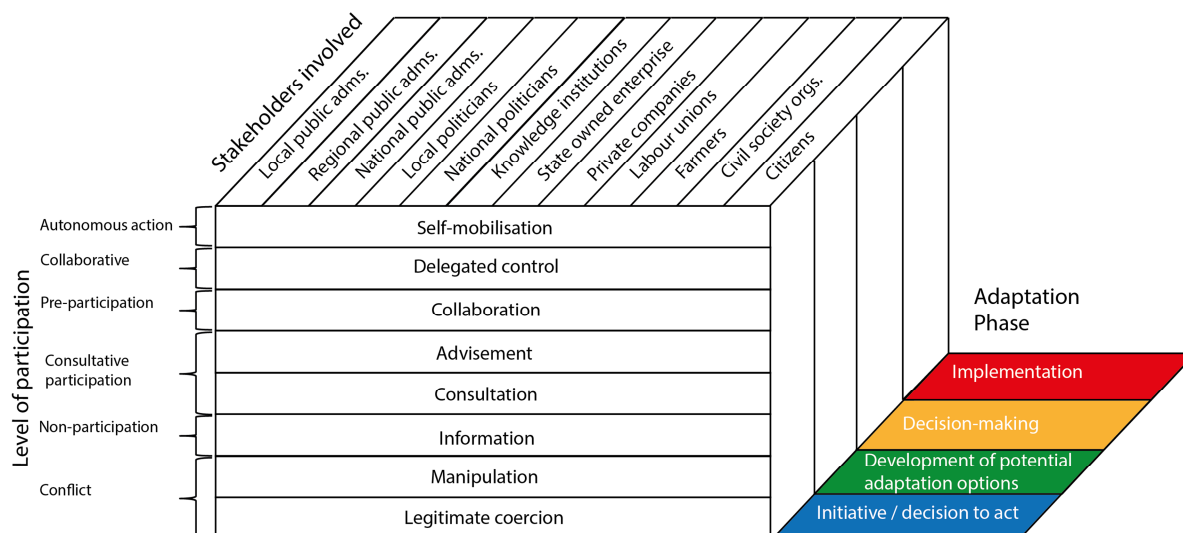 Stakeholders involved
Local public adms.
Regional public adms.
National public adms.
Local politicians
National politicians
Knowledge institutions
State owned enterprise
Private companies
Labour unions
Farmers
Civil society orgs.
Citizens
Level of participation
Autonomous action
Self-mobilisation
Collaborative
Delegated control
Pre-participation
Collaboration
Consultative
participation
Advisement
Consultation
Non-participation
Information
Conflict
Manipulation
Legitimate coercion
Adaptation
Phase
Implementation
Decision-making
Development of potential
adaptation options
Initiative / decision to act